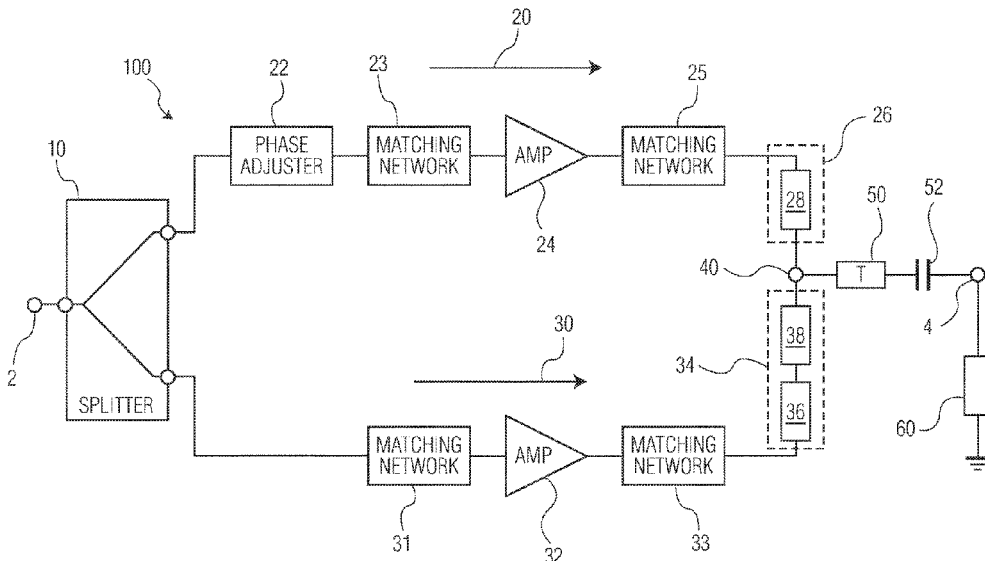 20
100
22
23
25
26
10
PHASE
ADJUSTER
MATCHING
NETWORK
AMP
MATCHING
NETWORK
28
24
50
52
40
T
2
4
30
38
34
36
60
SPLITTER
MATCHING
NETWORK
AMP
MATCHING
NETWORK
31
32
33